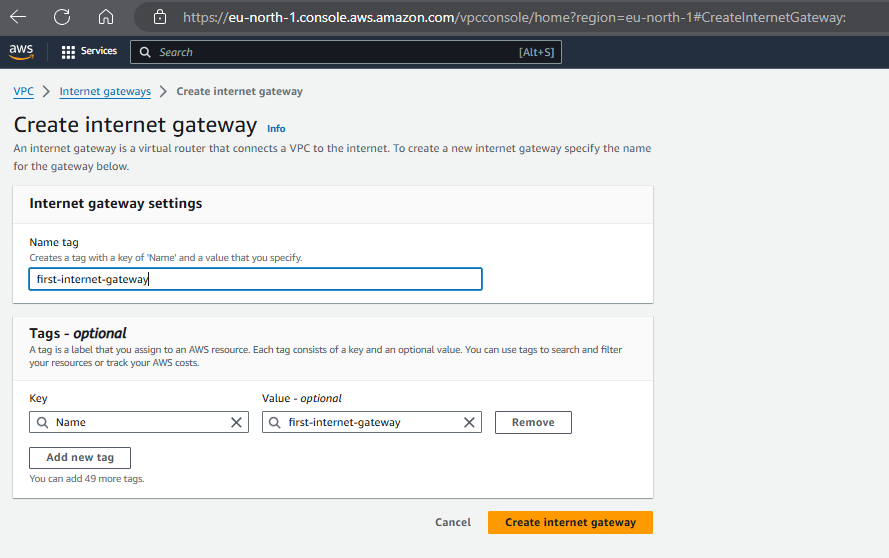 https://eu-north-1.console.aws.amazon.com/vpcconsole/home?region=eu-north-1#CreateInternetGateway:
aws Services Search [Alt+S]
VPC > Internet gateways > Create internet gateway
Create internet gateway Info
An internet gateway is a virtual router that connects a VPC to the internet. To create a new internet gateway specify the name
for the gateway below.
Internet gateway settings
Name tag
Creates a tag with a key of 'Name' and a value that you specify.
first-internet-gateway
Tags - optional
A tag is a label that you assign to an AWS resource. Each tag consists of a key and an optional value. You can use tags to search and filter
your resources or track your AWS costs.
Key Value - optional
Name first-internet-gateway Remove
Add new tag
You can add 49 more tags.
Cancel Create internet gateway